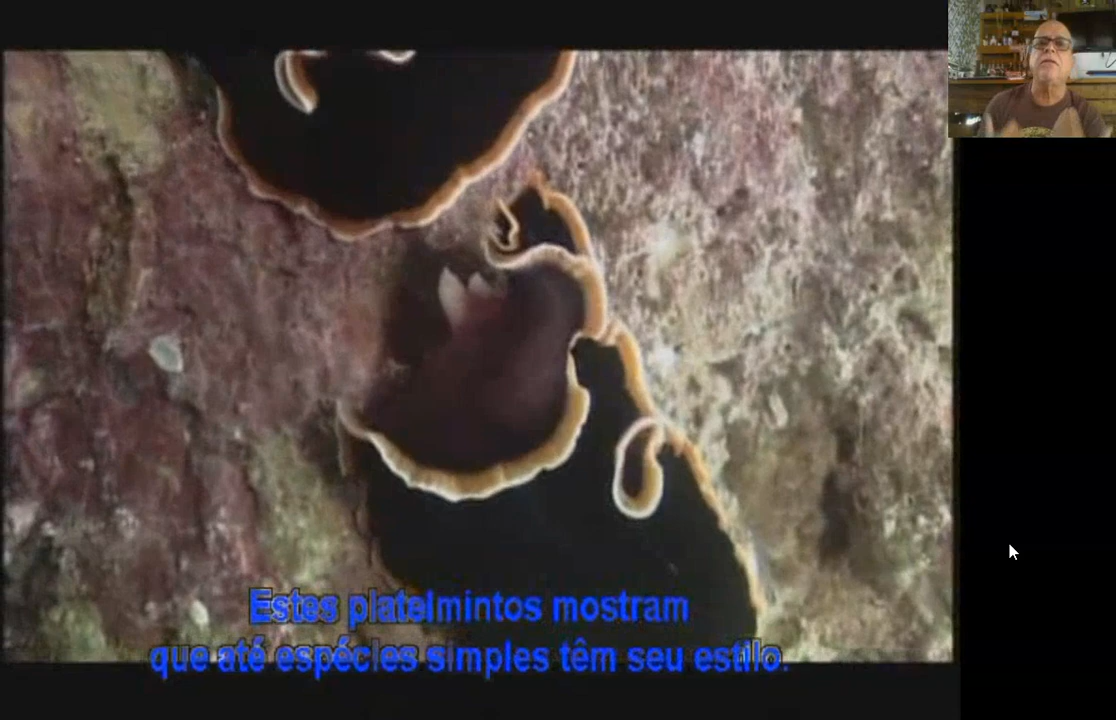 Estes platelmintos mostram
que até espécies simples têm seu estilo.